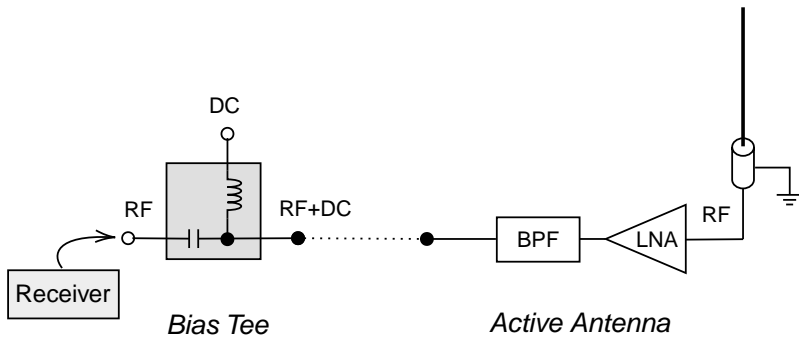 DC
RF
RF+DC
RF
BPF
LNA
Receiver
Bias Tee
Active Antenna